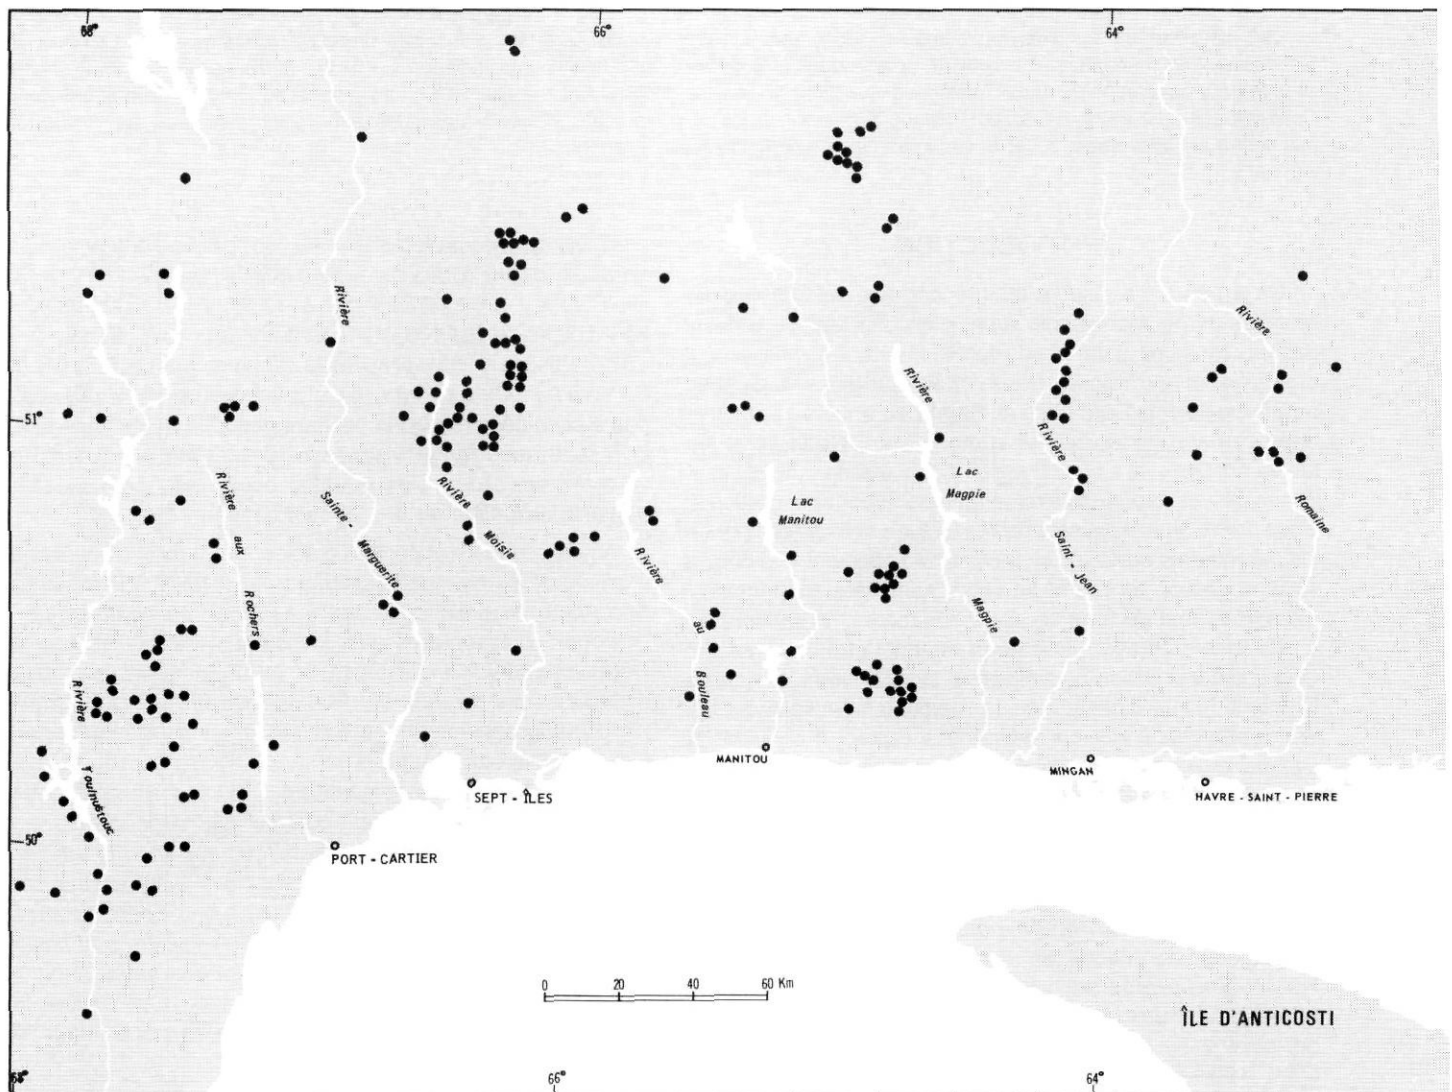 68° 66° 64°
Rivière
Rivière
Rivière
51°
Rivière
Rivière
Lac
Magpie
Rivière
aux
Sainte-
Marguerite
Rivière
Moisie
Lac
Manitou
Romaine
Rivière
Saint - Jean
Rochers
au
Magpie
Rivière
Bouleau
MANITOU
MINGAN
SEPT - ÎLES
HAVRE - SAINT - PIERRE
50°
PORT - CARTIER
0 20 40 60 Km
ÎLE D'ANTICOSTI
66° 64°